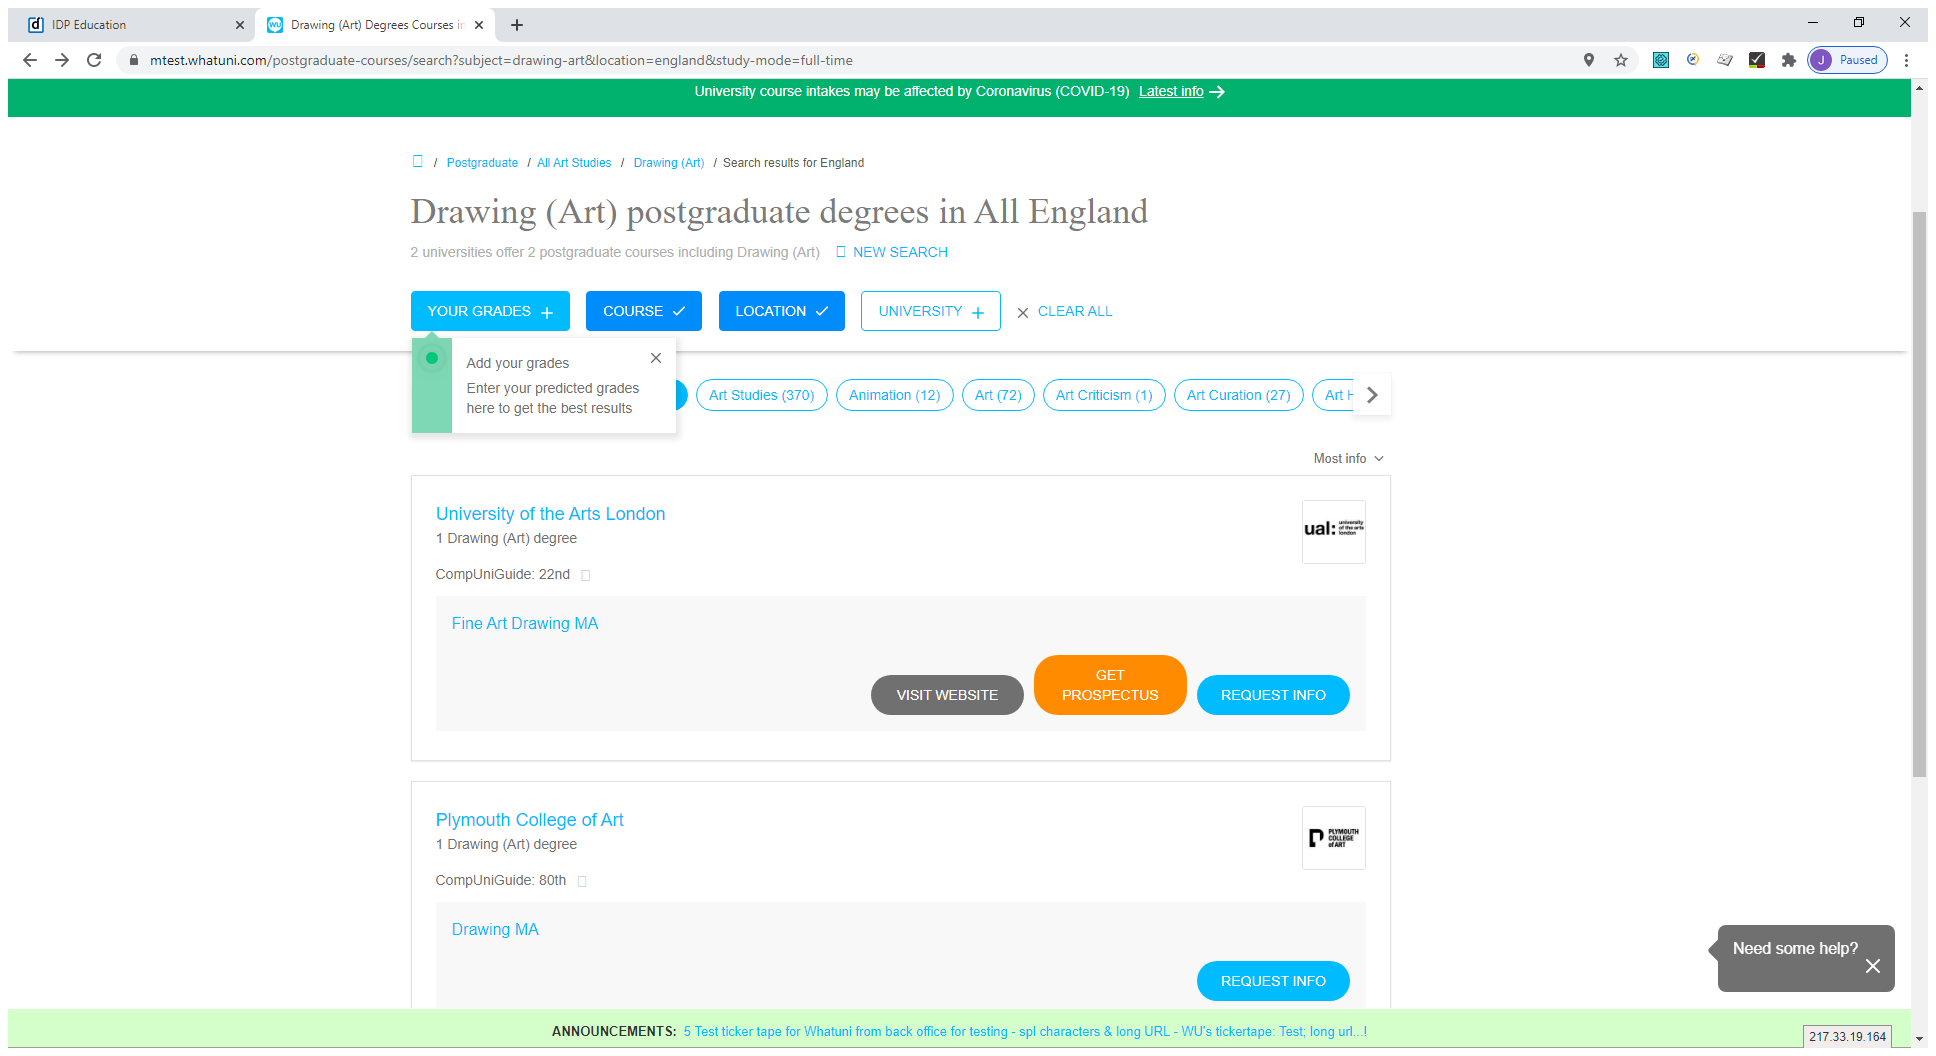 IDP Education
Drawing (Art) Degrees Courses in
mtest.whatuni.com/postgraduate-courses/search?subject=drawing-art&location=england&study-mode=full-time
J Paused
University course intakes may be affected by Coronavirus (COVID-19) Latest info
/ Postgraduate / All Art Studies / Drawing (Art) / Search results for England
Drawing (Art) postgraduate degrees in All England
2 universities offer 2 postgraduate courses including Drawing (Art) NEW SEARCH
YOUR GRADES + COURSE LOCATION UNIVERSITY + CLEAR ALL
Add your grades
Enter your predicted grades
here to get the best results
Art Studies (370) Animation (12) Art (72) Art Criticism (1) Art Curation (27) Art H
Most info
University of the Arts London
1 Drawing (Art) degree
CompUniGuide: 22nd
ual: university of the arts london
Fine Art Drawing MA
VISIT WEBSITE GET PROSPECTUS REQUEST INFO
Plymouth College of Art
1 Drawing (Art) degree
CompUniGuide: 80th
PLYMOUTH COLLEGE of ART
Drawing MA
REQUEST INFO
Need some help?
ANNOUNCEMENTS: 5 Test ticker tape for Whatuni from back office for testing - spl characters & long URL - WU's tickertape: Test; long url...!
217.33.19.164